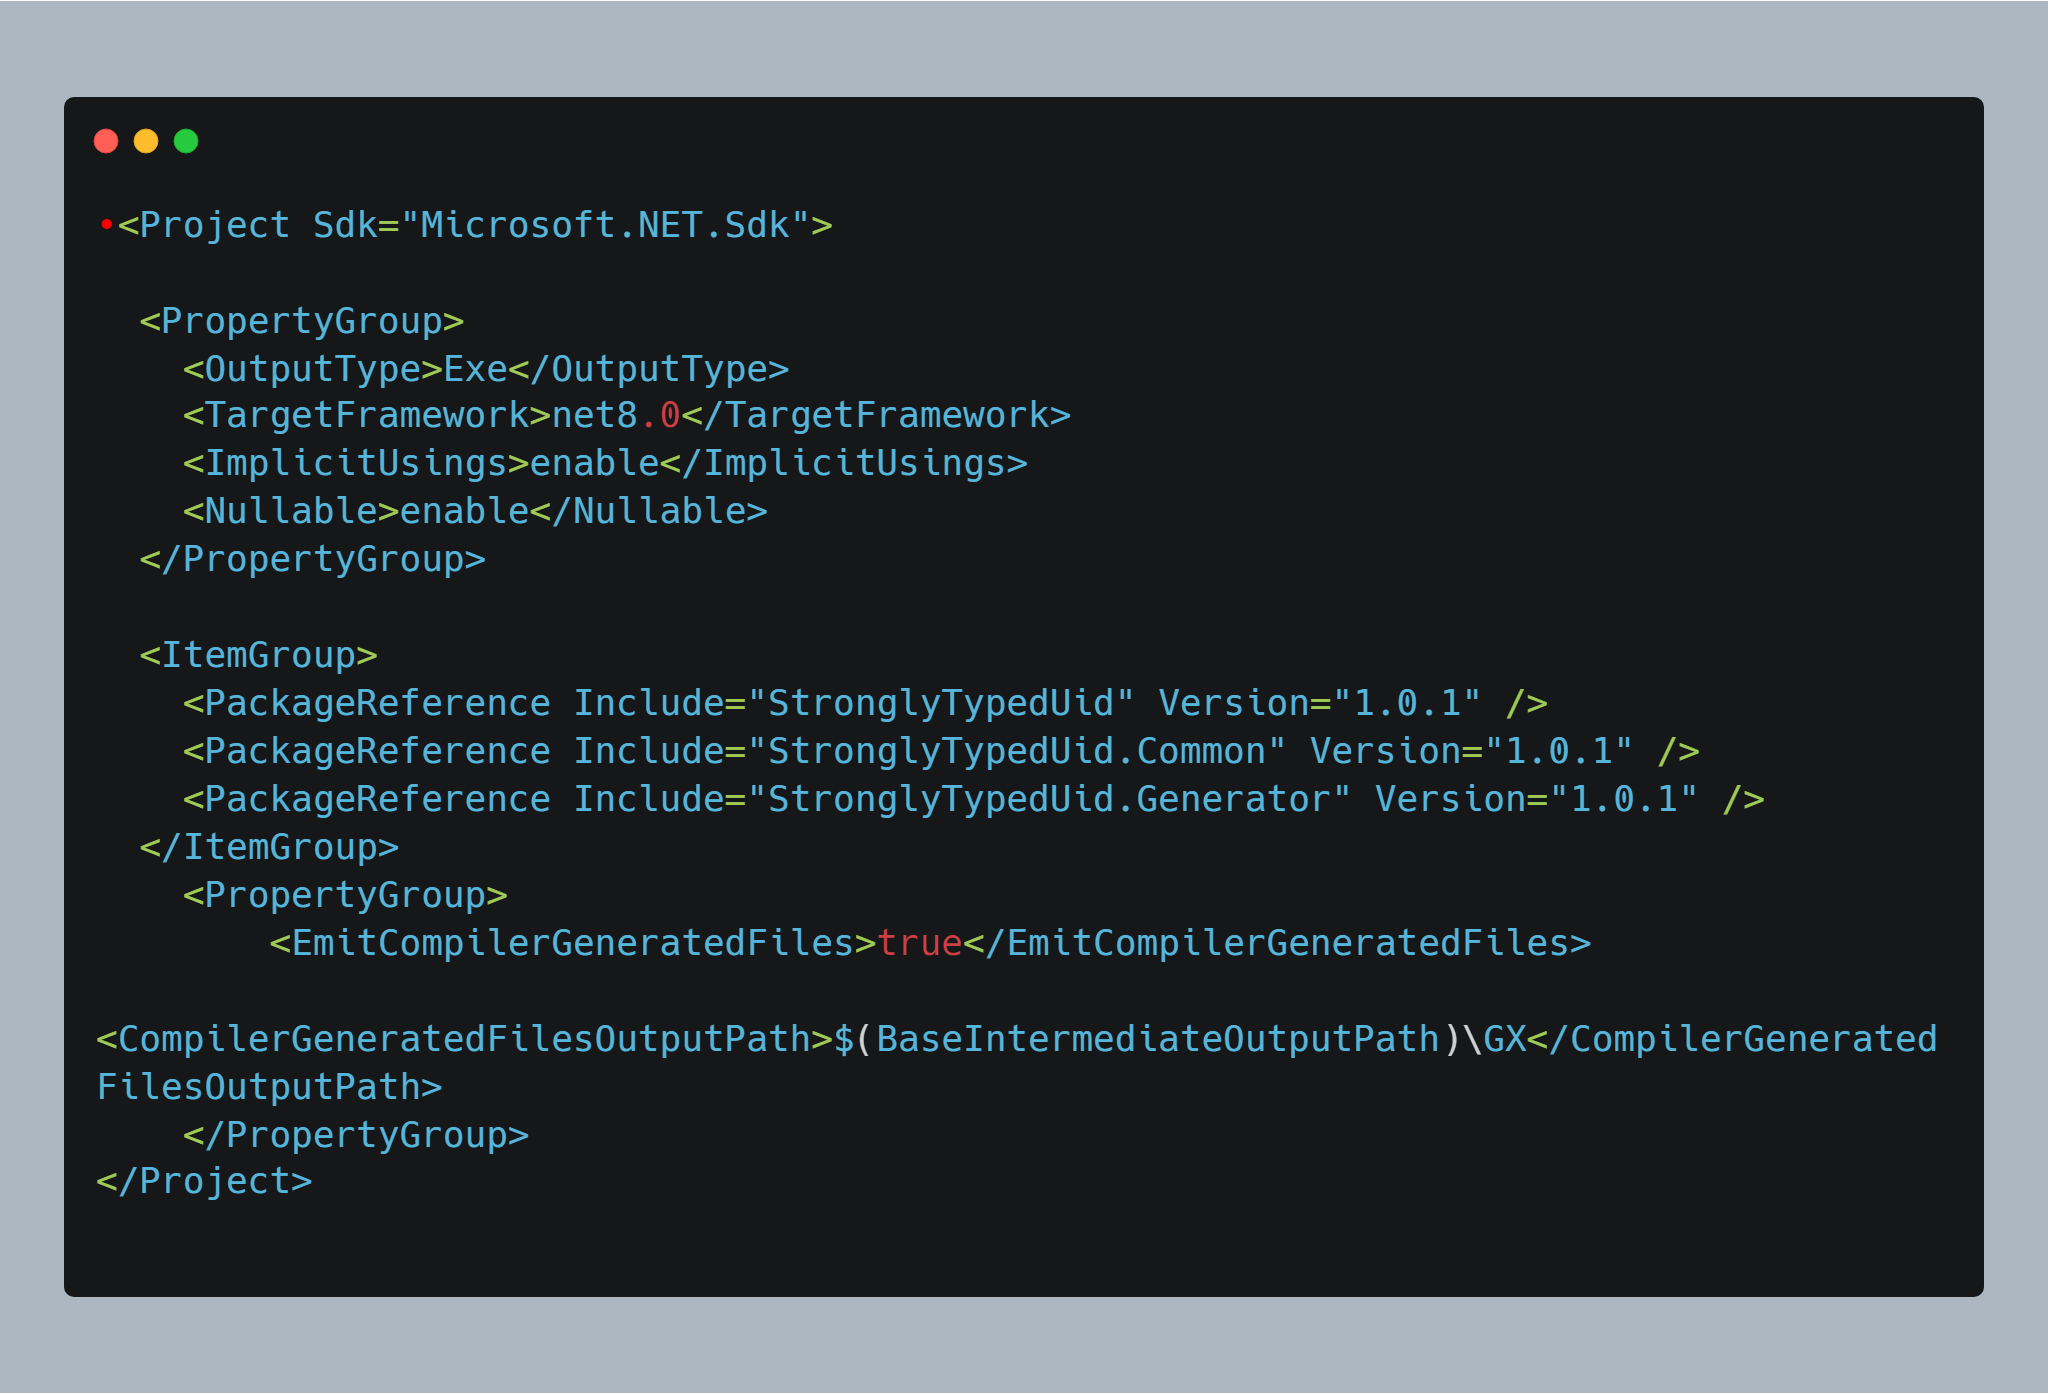 •<Project Sdk="Microsoft.NET.Sdk">

  <PropertyGroup>
    <OutputType>Exe</OutputType>
    <TargetFramework>net8.0</TargetFramework>
    <ImplicitUsings>enable</ImplicitUsings>
    <Nullable>enable</Nullable>
  </PropertyGroup>

  <ItemGroup>
    <PackageReference Include="StronglyTypedUid" Version="1.0.1" />
    <PackageReference Include="StronglyTypedUid.Common" Version="1.0.1" />
    <PackageReference Include="StronglyTypedUid.Generator" Version="1.0.1" />
  </ItemGroup>
    <PropertyGroup>
        <EmitCompilerGeneratedFiles>true</EmitCompilerGeneratedFiles>

<CompilerGeneratedFilesOutputPath>$(BaseIntermediateOutputPath)\GX</CompilerGenerated
FilesOutputPath>
    </PropertyGroup>
</Project>